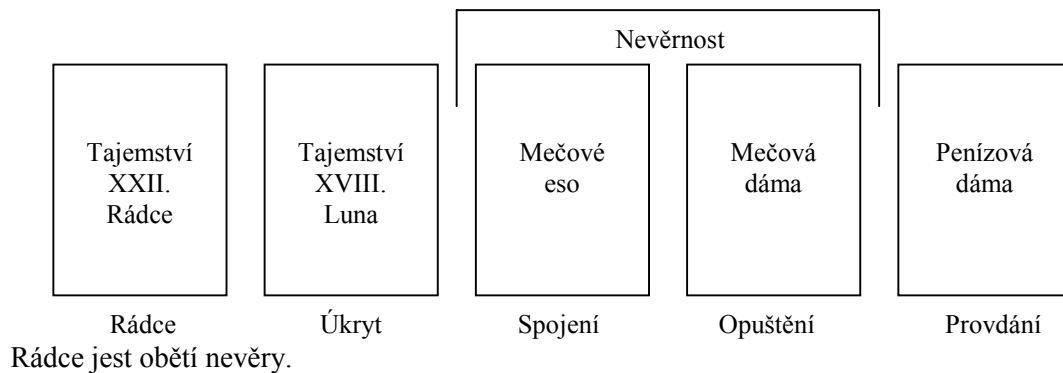 Nevěrnost
Tajemství
XXII.
Rádce
Tajemství
XVIII.
Luna
Mečové
eso
Mečová
dáma
Penízová
dáma
Rádce
Úkryt
Spojení
Opuštění
Provdání
Rádce jest obětí nevěry.